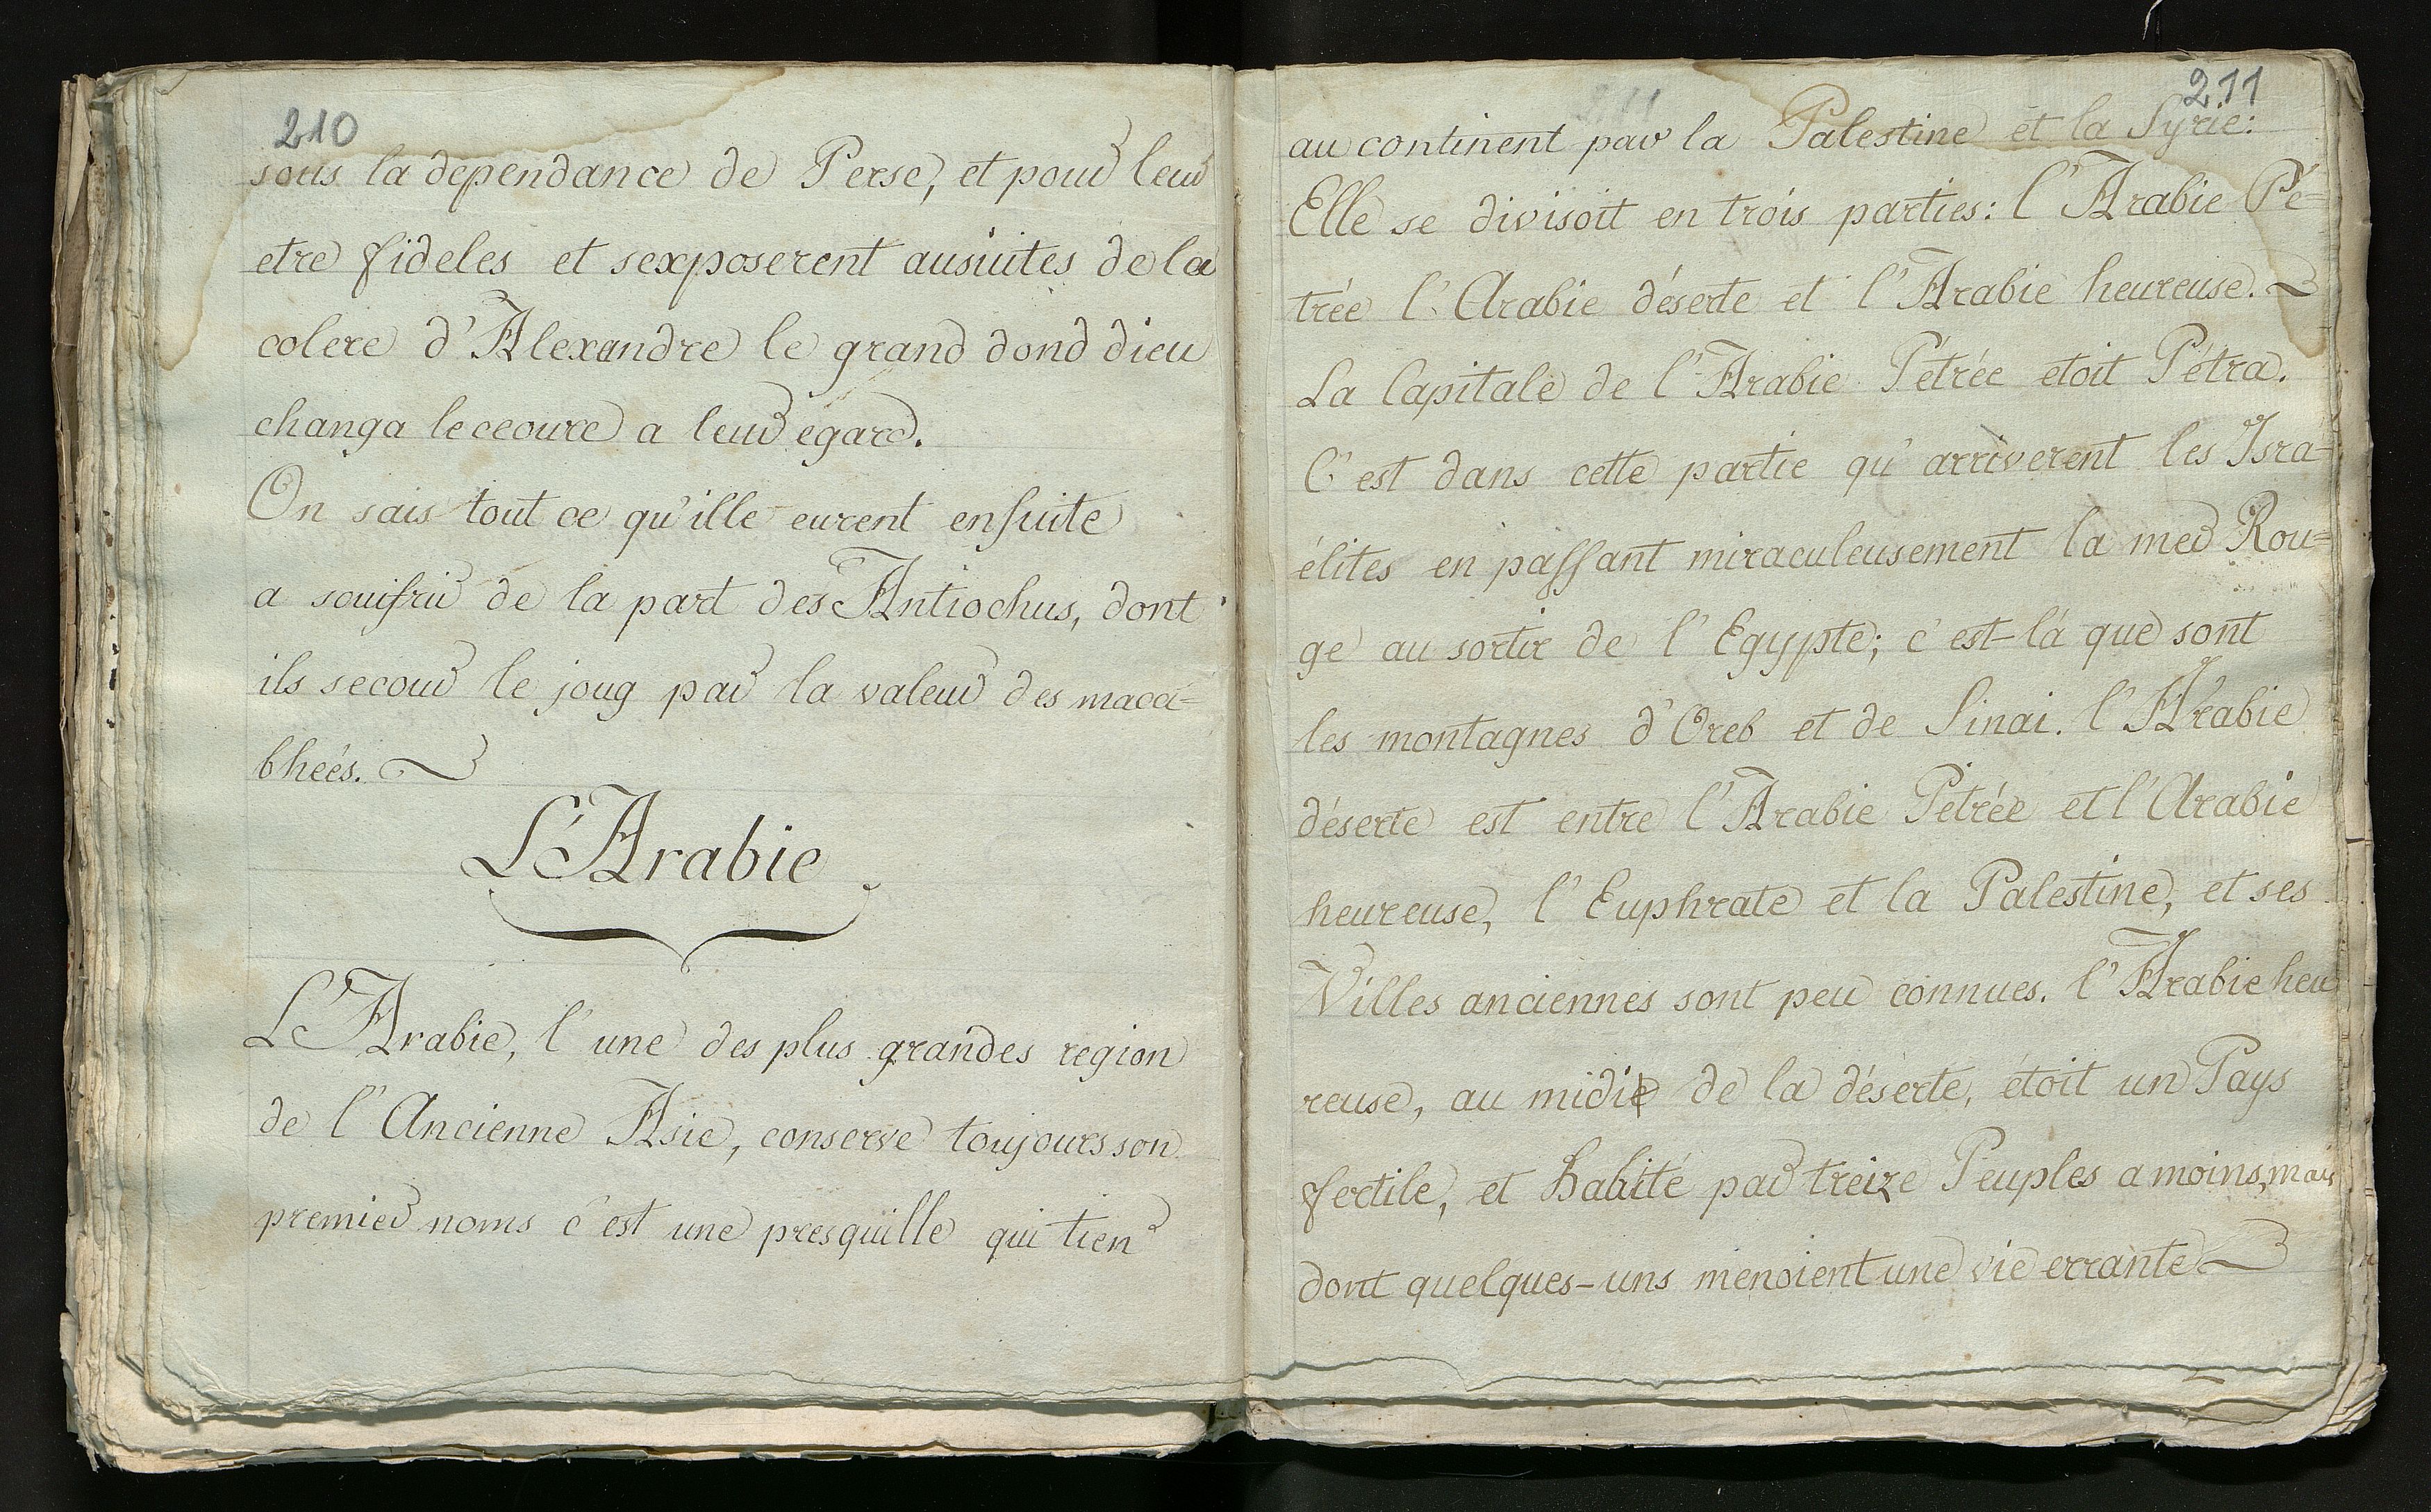 210
sous la dependance de Perse, et pour leur
etre fideles et sexposerent ausuites de la
colere d'Alexandre le grand dond dieu
changa le ceoure a leur egard.
On sais tout ce qu'ille eurent ensuite
a souifrir de la part des Antiochus, dont
ils secour le joug par la valeur des maca=
bheés.
L'Arabie
L'Arabie, l'une des plus grandes region
de l'Ancienne Asie, conserve toujours son
premier noms c'est une presquille qui tien
211
au continent par la Palestine et la Syrie:
Elle se divisoit en trois parties: l'Arabie Pé=
trée l'Arabie déserte et l'Arabie heureuse.
La Capitale de l'Arabie Pétrée etoit Pétra.
C'est dans cette partie qu'arriverent les Isra=
élites en passant miraculeusement la mer Rou=
ge au sortir de l'Egypte; c'est-là que sont
les montagnes d'Oreb et de Sinai. l'Arabie
déserte est entre l'Arabie Pétrée et l'Arabie
heureuse, l'Euphrate et la Palestine, et ses
Villes anciennes sont peu connues. l'Arabie heu
reuse, au midi de la déserte, étoit un Pays
fertile, et habité par treize Peuples a moins, mais
dont quelques-uns menoient une vie errante